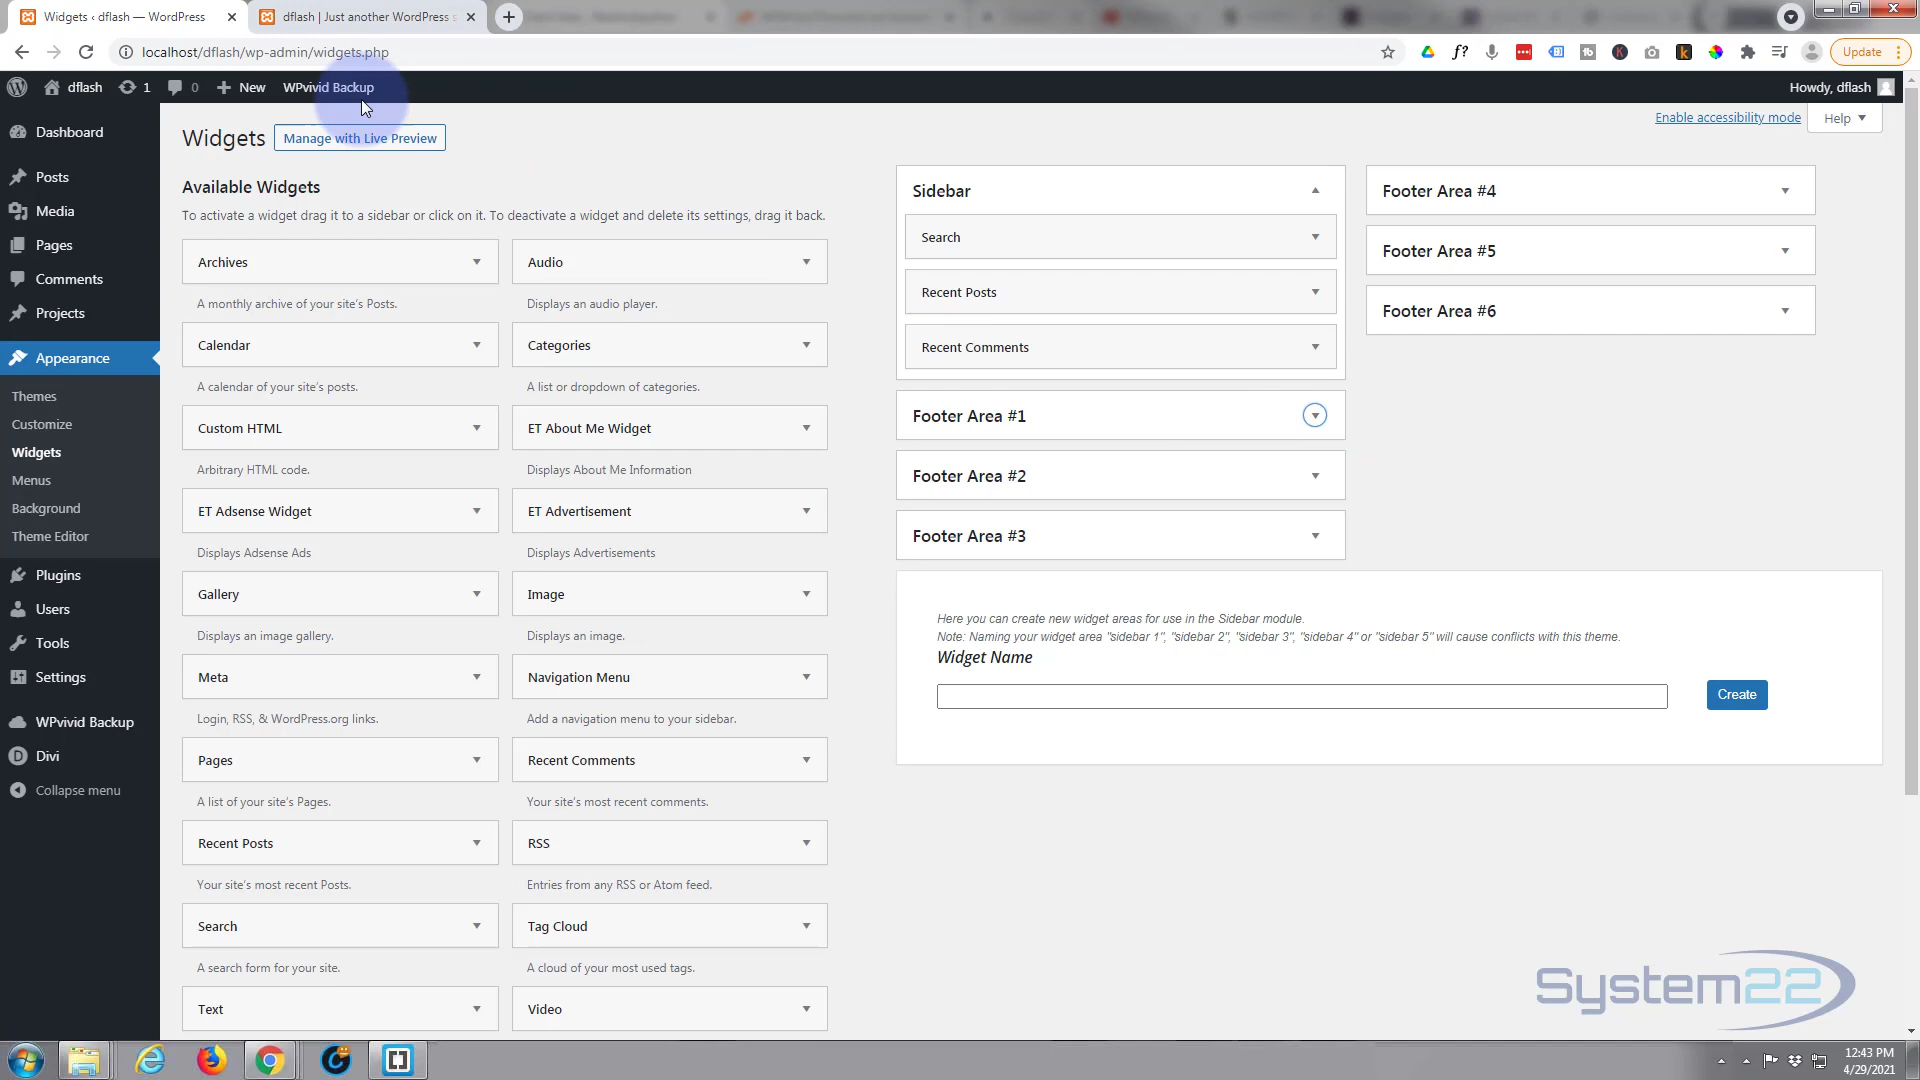 Widgets ‹ dflash — WordPress
dflash | Just another WordPress s
localhost/dflash/wp-admin/widgets.php
Update
dflash
1
0
New
WPvivid Backup
Howdy, dflash
Dashboard
Posts
Media
Pages
Comments
Projects
Appearance
Themes
Customize
Widgets
Menus
Background
Theme Editor
Plugins
Users
Tools
Settings
WPvivid Backup
Divi
Collapse menu
Widgets
Manage with Live Preview
Enable accessibility mode
Help
Available Widgets
To activate a widget drag it to a sidebar or click on it. To deactivate a widget and delete its settings, drag it back.
Archives
A monthly archive of your site's Posts.
Audio
Displays an audio player.
Calendar
A calendar of your site's posts.
Categories
A list or dropdown of categories.
Custom HTML
Arbitrary HTML code.
ET About Me Widget
Displays About Me Information
ET Adsense Widget
Displays Adsense Ads
ET Advertisement
Displays Advertisements
Gallery
Displays an image gallery.
Image
Displays an image.
Meta
Login, RSS, & WordPress.org links.
Navigation Menu
Add a navigation menu to your sidebar.
Pages
A list of your site's Pages.
Recent Comments
Your site's most recent comments.
Recent Posts
Your site's most recent Posts.
RSS
Entries from any RSS or Atom feed.
Search
A search form for your site.
Tag Cloud
A cloud of your most used tags.
Text
Video
Sidebar
Search
Recent Posts
Recent Comments
Footer Area #1
Footer Area #2
Footer Area #3
Footer Area #4
Footer Area #5
Footer Area #6
Here you can create new widget areas for use in the Sidebar module.
Note: Naming your widget area "sidebar 1", "sidebar 2", "sidebar 3", "sidebar 4" or "sidebar 5" will cause conflicts with this theme.
Widget Name
Create
System22
12:43 PM
4/29/2021